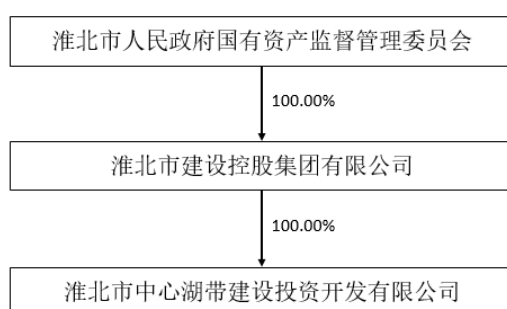 淮北市人民政府国有资产监督管理委员会
100.00%
淮北市建设控股集团有限公司
100.00%
淮北市中心湖带建设投资开发有限公司